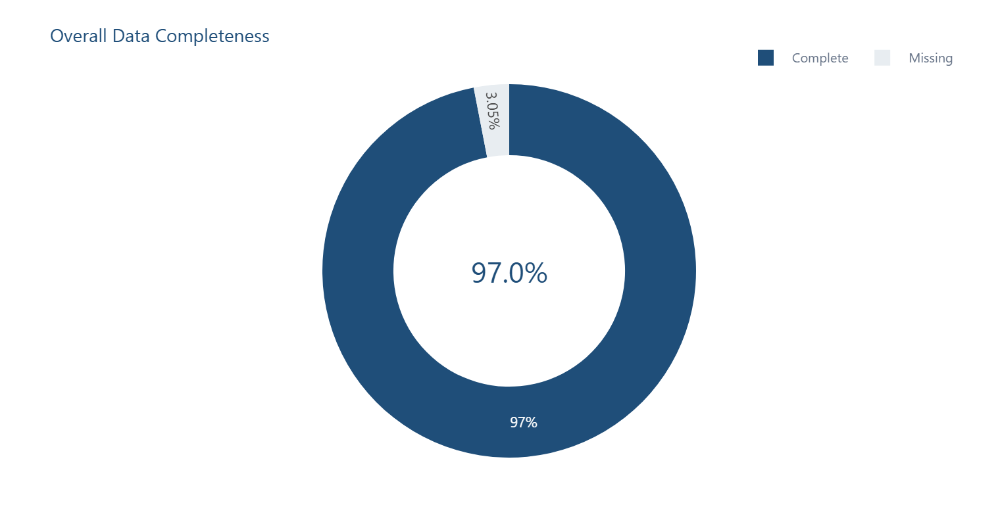 Overall Data Completeness
Complete
Missing
3.05%
97.0%
97%